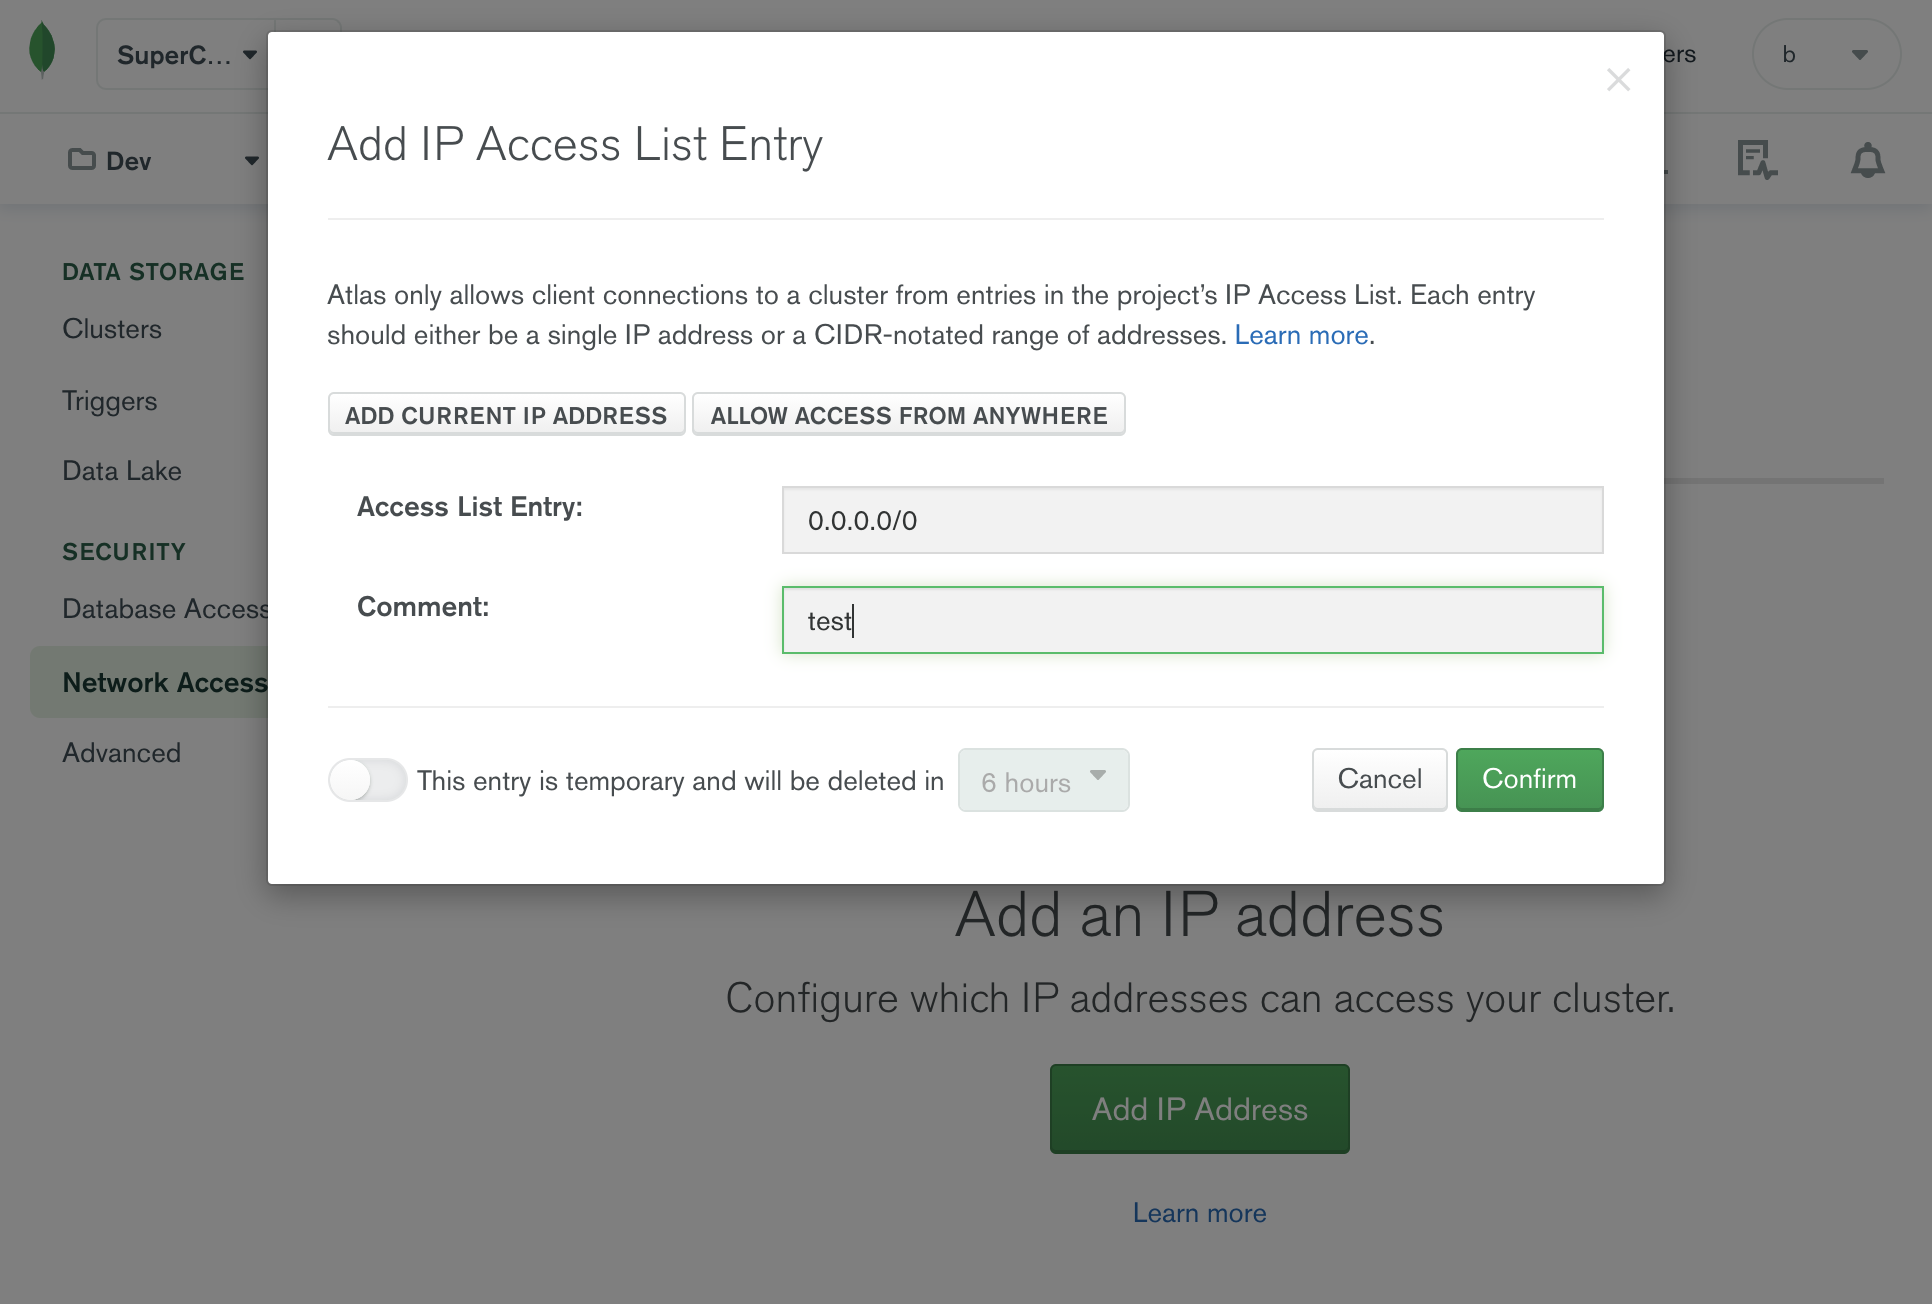 SuperC...
b
Dev
Add IP Access List Entry
Atlas only allows client connections to a cluster from entries in the project's IP Access List. Each entry
should either be a single IP address or a CIDR-notated range of addresses. Learn more.
ADD CURRENT IP ADDRESS
ALLOW ACCESS FROM ANYWHERE
Access List Entry:
0.0.0.0/0
Comment:
test
This entry is temporary and will be deleted in
6 hours
Cancel
Confirm
DATA STORAGE
Clusters
Triggers
Data Lake
SECURITY
Database Access
Network Access
Advanced
Add an IP address
Configure which IP addresses can access your cluster.
Add IP Address
Learn more